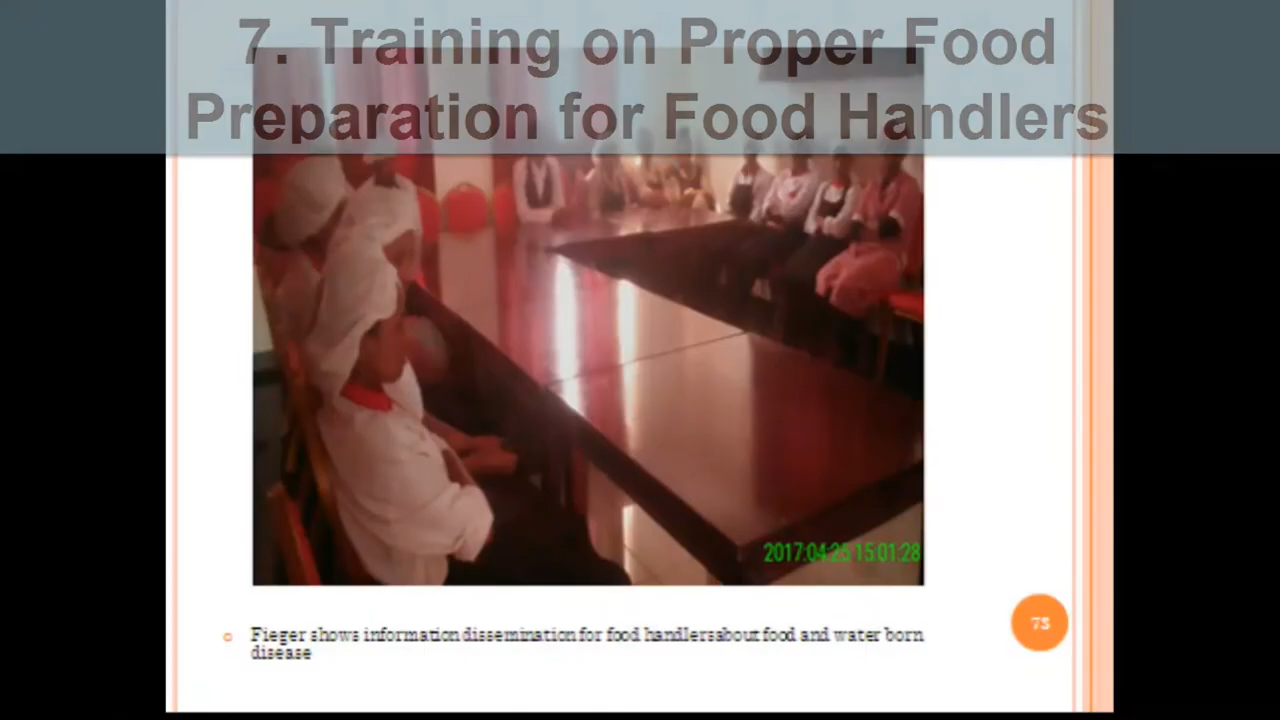 7. Training on Proper Food
Preparation for Food Handlers
2017:04:25 15:01:28
Fieger shows information dissemination for food handlersabout food and water born
disease
73